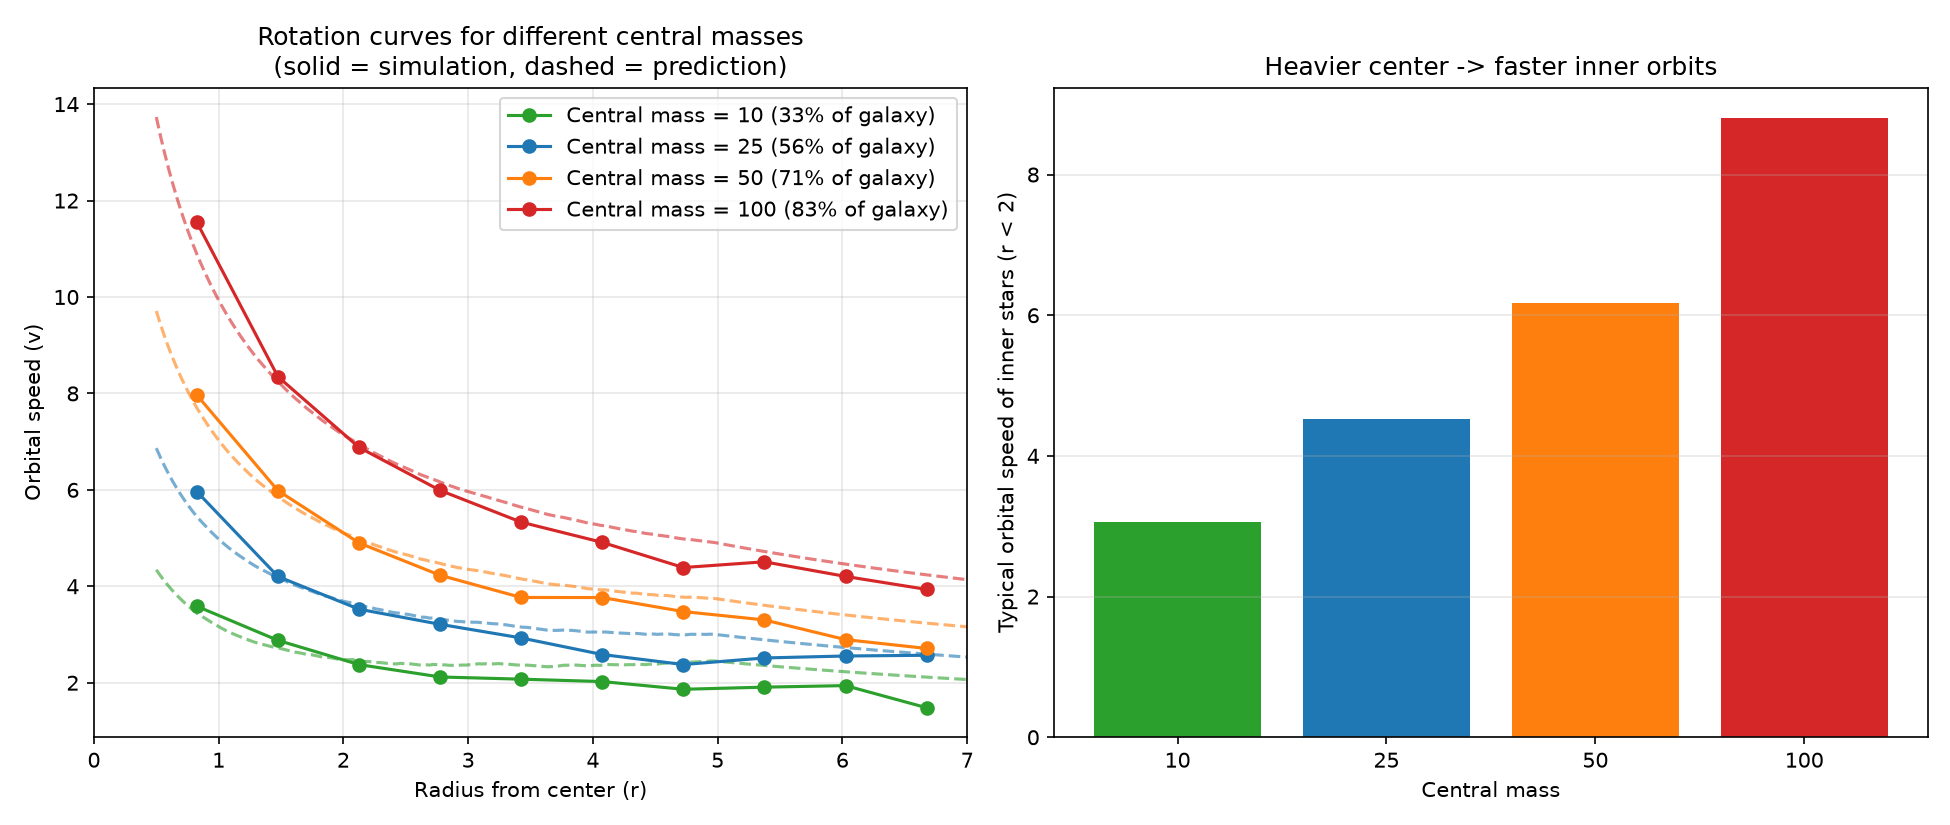 Rotation curves for different central masses
(solid = simulation, dashed = prediction)
Central mass = 10 (33% of galaxy)
Central mass = 25 (56% of galaxy)
Central mass = 50 (71% of galaxy)
Central mass = 100 (83% of galaxy)
14
12
10
8
6
4
2
Orbital speed (v)
0 1 2 3 4 5 6 7
Radius from center (r)
Heavier center -> faster inner orbits
8
6
4
2
0
Typical orbital speed of inner stars (r < 2)
10 25 50 100
Central mass